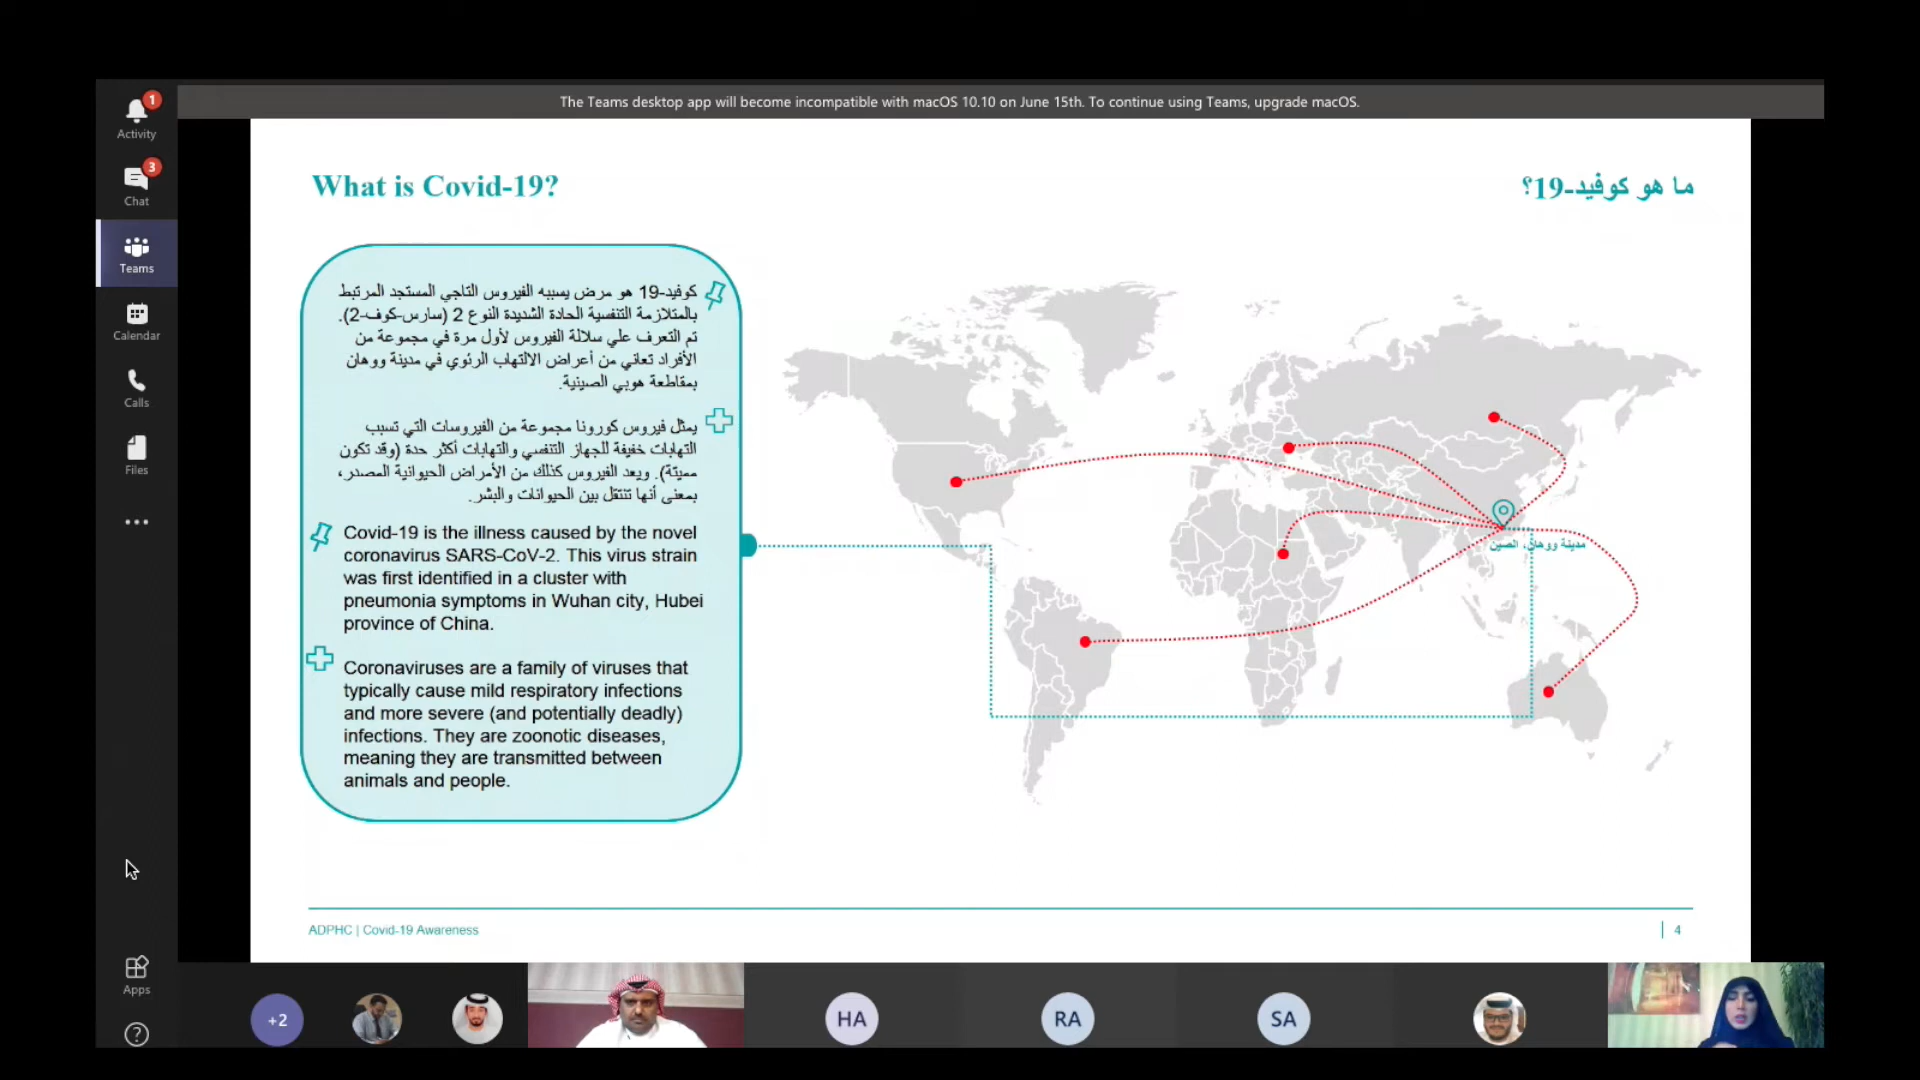 The Teams desktop app will become incompatible with macOS 10.10 on June 15th. To continue using Teams, upgrade macOS.
1
Activity
3
Chat
Teams
Calendar
Calls
Files
Apps
What is Covid-19?
ما هو كوفيد-19؟
كوفيد-19 هو مرض يسببه الفيروس التاجي المستجد المرتبط
بالمتلازمة التنفسية الحادة الشديدة النوع 2 (سارس-كوف-2).
تم التعرف علي سلالة الفيروس لأول مرة في مجموعة من
الأفراد تعاني من أعراض الالتهاب الرئوي في مدينة ووهان
بمقاطعة هوبي الصينية.
يمثل فيروس كورونا مجموعة من الفيروسات التي تسبب
التهابات خفيفة للجهاز التنفسي والتهابات أكثر حدة (وقد تكون
مميتة). ويعد الفيروس كذلك من الأمراض الحيوانية المصدر،
بمعنى أنها تنتقل بين الحيوانات والبشر.
Covid-19 is the illness caused by the novel
coronavirus SARS-CoV-2. This virus strain
was first identified in a cluster with
pneumonia symptoms in Wuhan city, Hubei
province of China.
Coronaviruses are a family of viruses that
typically cause mild respiratory infections
and more severe (and potentially deadly)
infections. They are zoonotic diseases,
meaning they are transmitted between
animals and people.
مدينة ووهان، الصين
ADPHC | Covid-19 Awareness
4
+2
HA
RA
SA